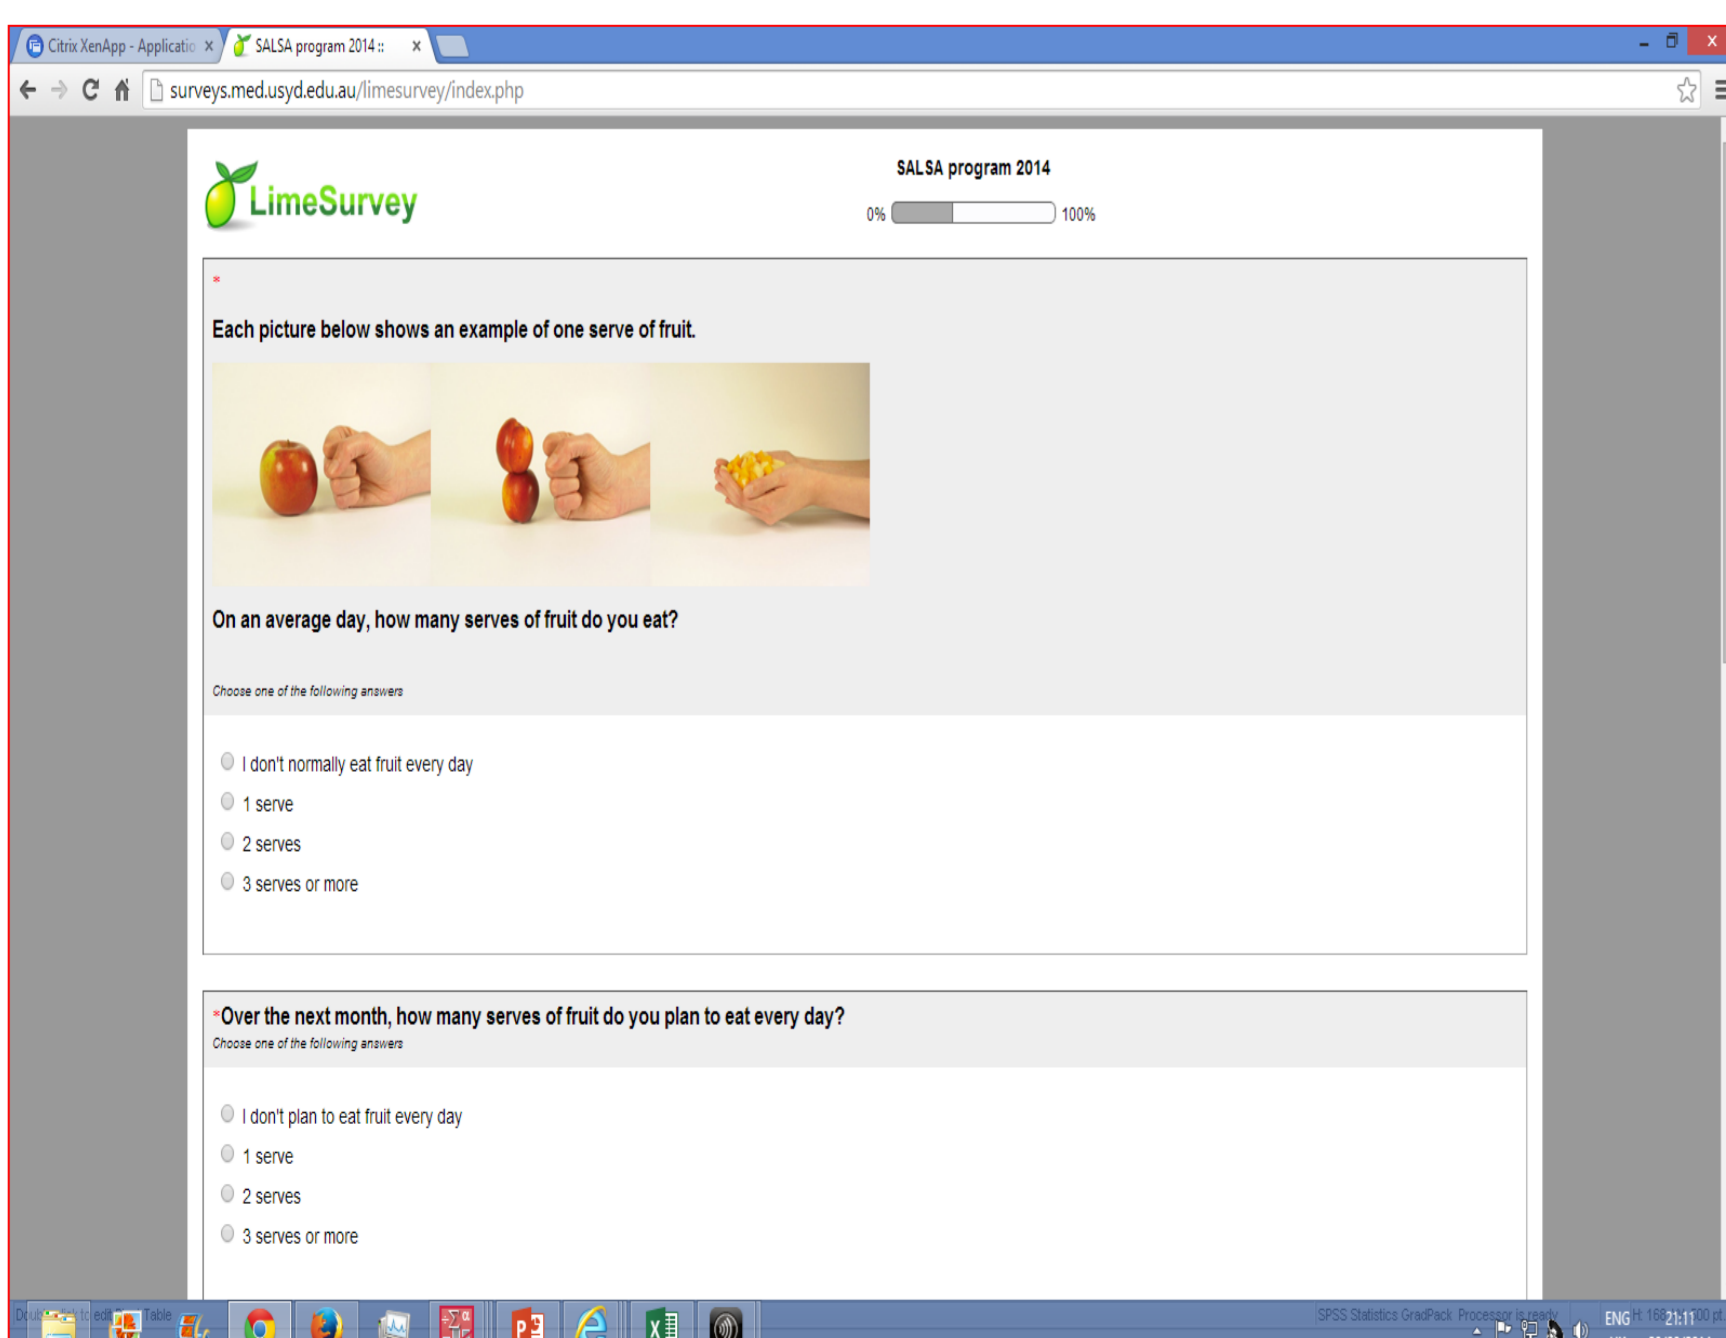 Citrix XenApp - Applicatio
SALSA program 2014 ::
surveys.med.usyd.edu.au/limesurvey/index.php
LimeSurvey
SALSA program 2014
0% 100%
*
Each picture below shows an example of one serve of fruit.
On an average day, how many serves of fruit do you eat?
Choose one of the following answers
I don't normally eat fruit every day
1 serve
2 serves
3 serves or more
*Over the next month, how many serves of fruit do you plan to eat every day?
Choose one of the following answers
I don't plan to eat fruit every day
1 serve
2 serves
3 serves or more
to edit Table
SPSS Statistics GradPack Processor is ready
ENG 21:11